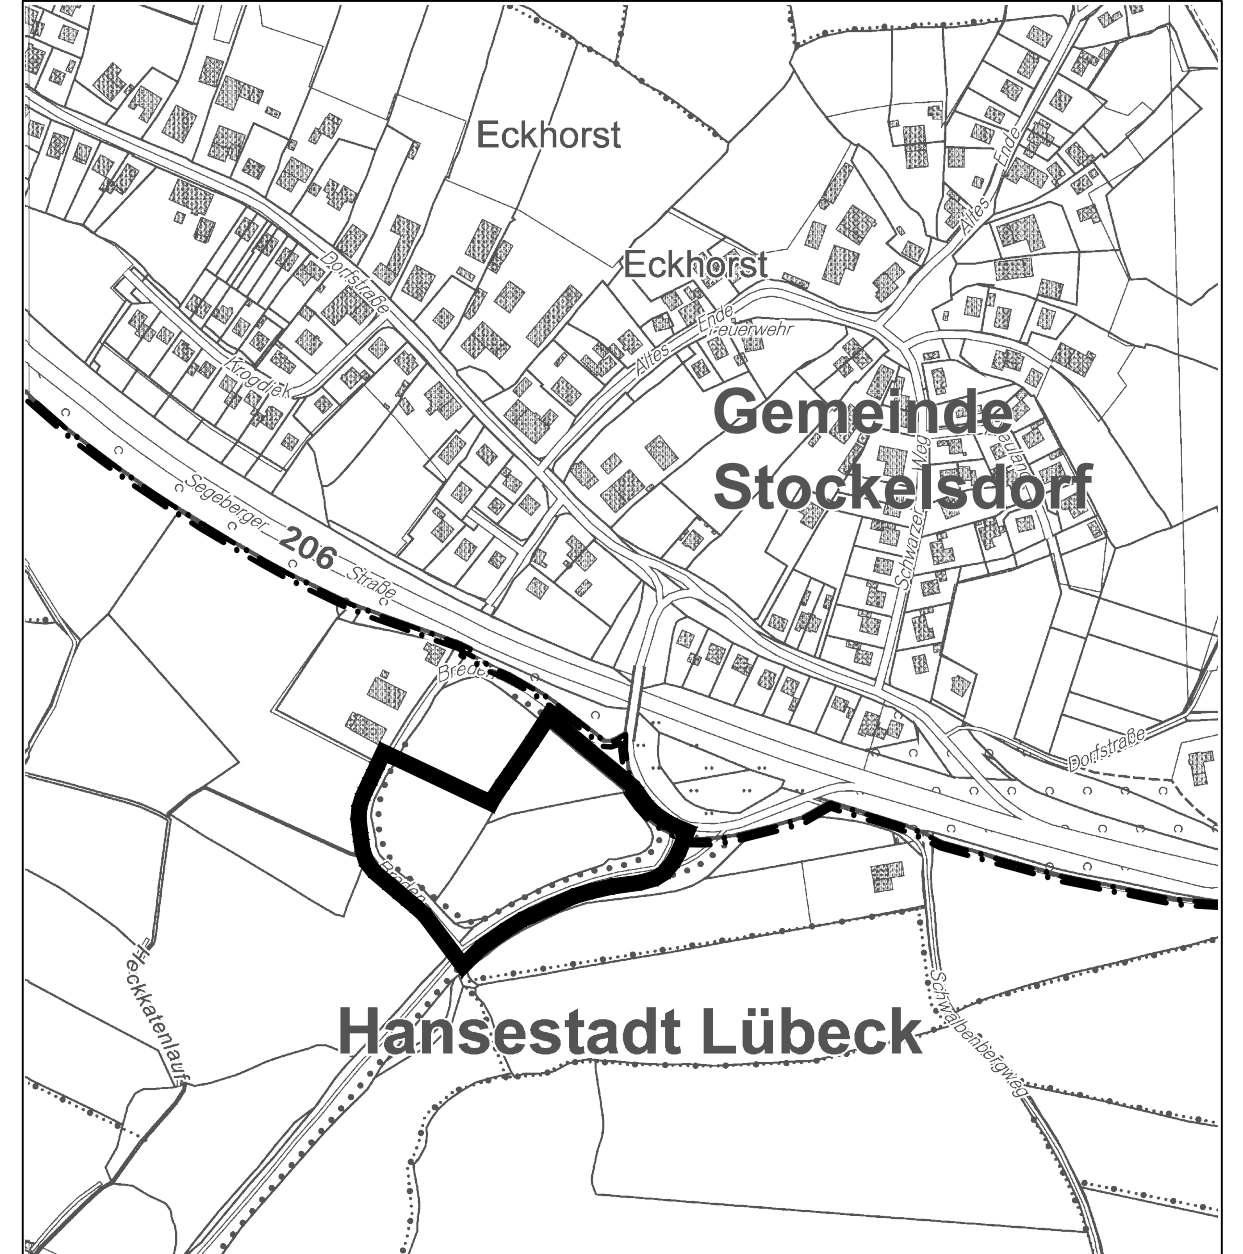 Eckhorst
Altes
Ende
Dorfstraße
Eckhorst
Ende
Feuerwehr
Altes
Krogdiek
Gemeinde
Stockelsdorf
Schwarzer Weg
Segeberger
206
Straße
Breden
Dorfstraße
Breden
Heckkatenlauf
Schwalbenbergweg
Hansestadt Lübeck